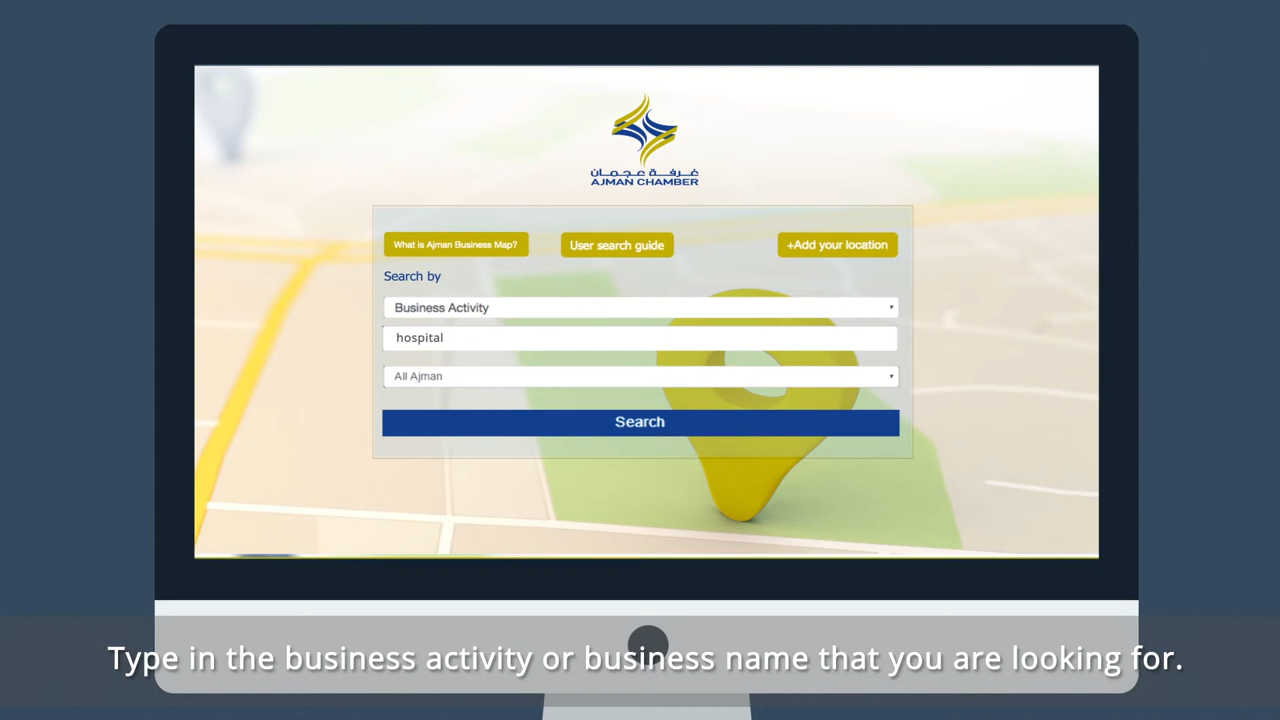 غرفة عجمان
AJMAN CHAMBER
What is Ajman Business Map?
User search guide
+Add your location
Search by
Business Activity
hospital
All Ajman
Search
Type in the business activity or business name that you are looking for.